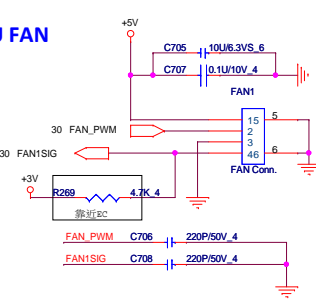 U FAN
+5V
C705 10U/6.3VS_6
C707 0.1U/10V_4
FAN1
30 FAN_PWM
15 5
2
3
46 6
30 FAN1SIG
FAN Conn.
+3V
R269 4.7K_4
靠近EC
FAN_PWM C706 220P/50V_4
FAN1SIG C708 220P/50V_4